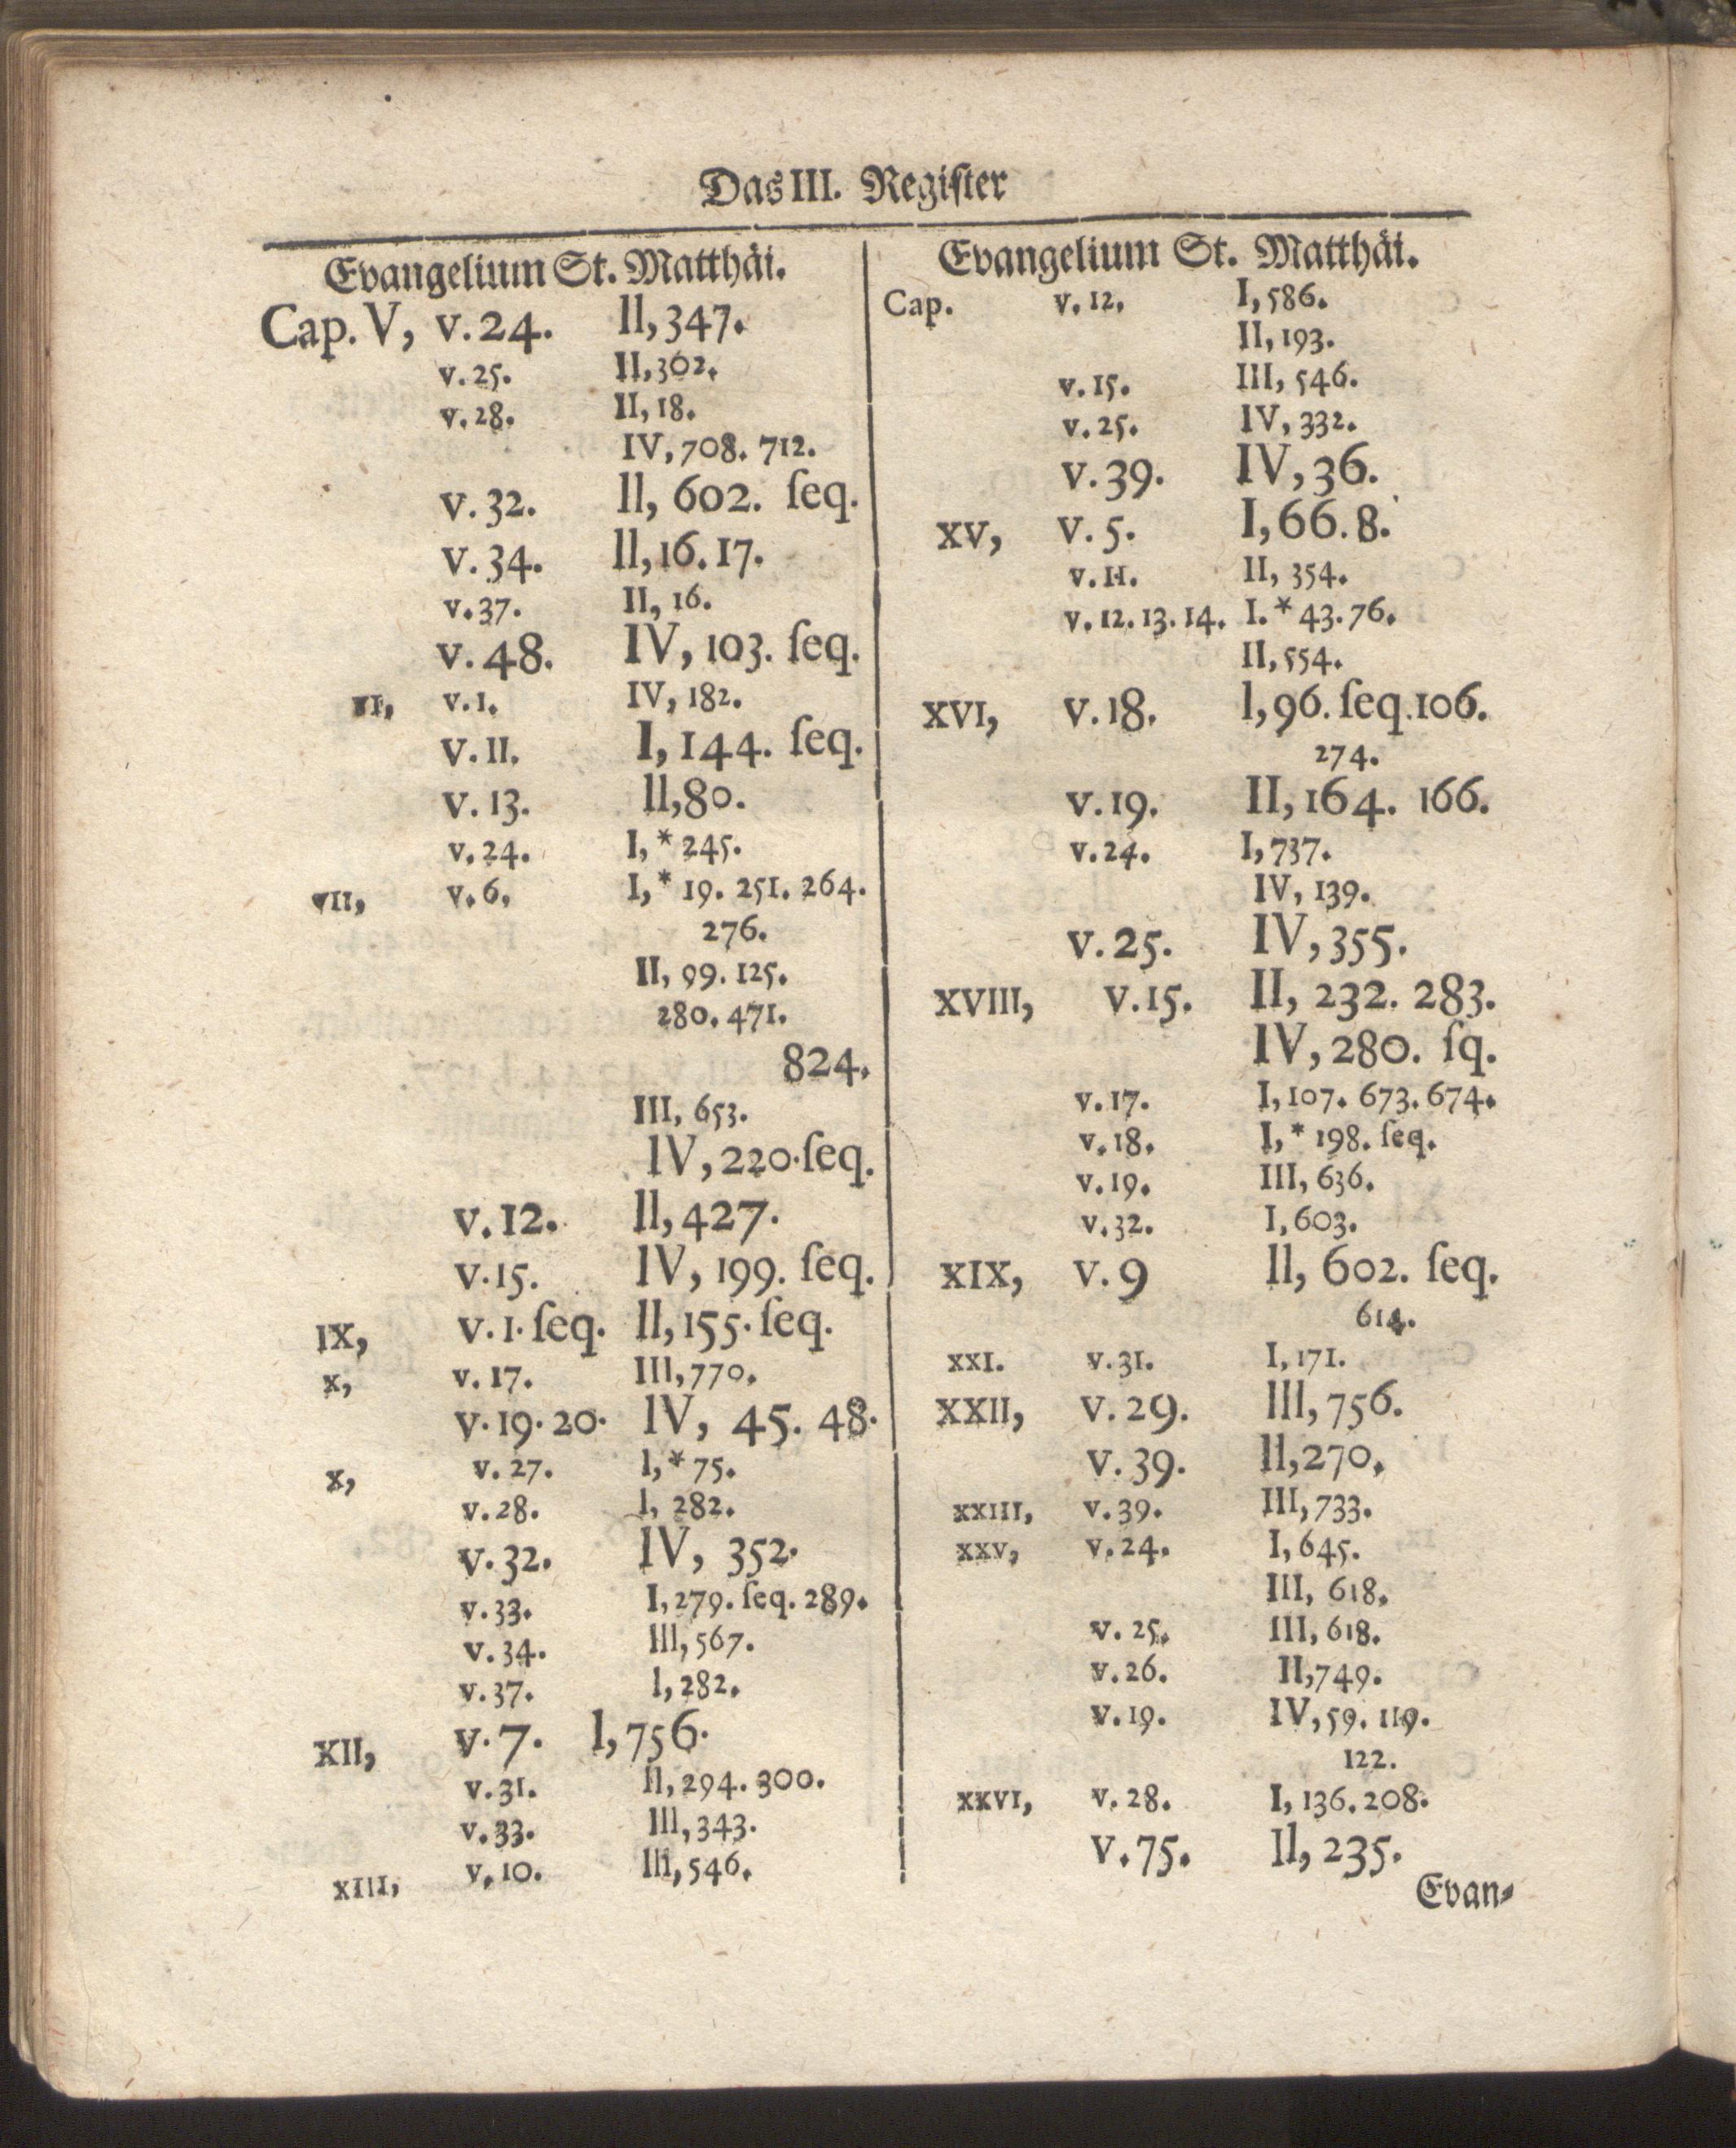 Das III. Regiſter
Evangelium St. Matthäi.
Cap. V, v. 24. II, 347.
v. 25. II, 302.
v. 28. II, 18.
IV, 708. 712.
v. 32. II, 602. ſeq.
v. 34. II, 16. 17.
v. 37. II, 16.
v. 48. IV, 103. ſeq.
VI, v. 1. IV, 182.
v. 11. I, 144. ſeq.
v. 13. II, 80.
v. 24. I, * 245.
VII, v. 6. I, * 19. 251. 264.
276.
II, 99. 125.
280. 471.
824.
III, 653.
IV, 220. ſeq.
v. 12. II, 427.
v. 15. IV, 199. ſeq.
IX, v. 1. ſeq. II, 155. ſeq.
X, v. 17. III, 770.
v. 19. 20. IV, 45. 48.
X, v. 27. I, * 75.
v. 28. I, 282.
v. 32. IV, 352.
v. 33. I, 279. ſeq. 289.
v. 34. III, 567.
v. 37. I, 282.
XII, v. 7. I, 756.
v. 31. II, 294. 300.
v. 33. III, 343.
XIII, v. 10. III, 546.
Evangelium St. Matthäi.
Cap. v. 12. I, 586.
II, 193.
v. 15. III, 546.
v. 25. IV, 332.
v. 39. IV, 36.
XV, v. 5. I, 66. 8.
v. 11. II, 354.
v. 12. 13. 14. I. * 43. 76.
II, 554.
XVI, v. 18. I, 96. ſeq. 106.
274.
v. 19. II, 164. 166.
v. 24. I, 737.
IV, 139.
v. 25. IV, 355.
XVIII, v. 15. II, 232. 283.
IV, 280. ſq.
v. 17. I, 107. 673. 674.
v. 18. I, * 198. ſeq.
v. 19. III, 636.
v. 32. I, 603.
XIX, v. 9 II, 602. ſeq.
614.
XXI. v. 31. I, 171.
XXII, v. 29. III, 756.
v. 39. II, 270.
XXIII, v. 39. III, 733.
XXV, v. 24. I, 645.
III, 618.
v. 25. III, 618.
v. 26. II, 749.
v. 19. IV, 59. 119.
122.
XXVI, v. 28. I, 136. 208.
v. 75. II, 235.
Evan-